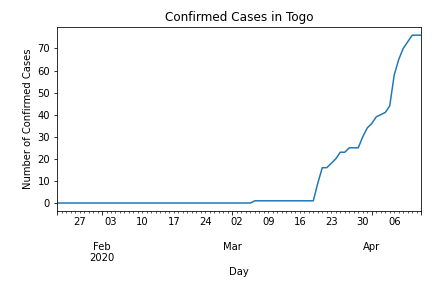 Confirmed Cases in Togo
Number of Confirmed Cases
70
60
50
40
30
20
10
0
27 03 10 17 24 02 09 16 23 30 06
Feb Mar Apr
2020
Day